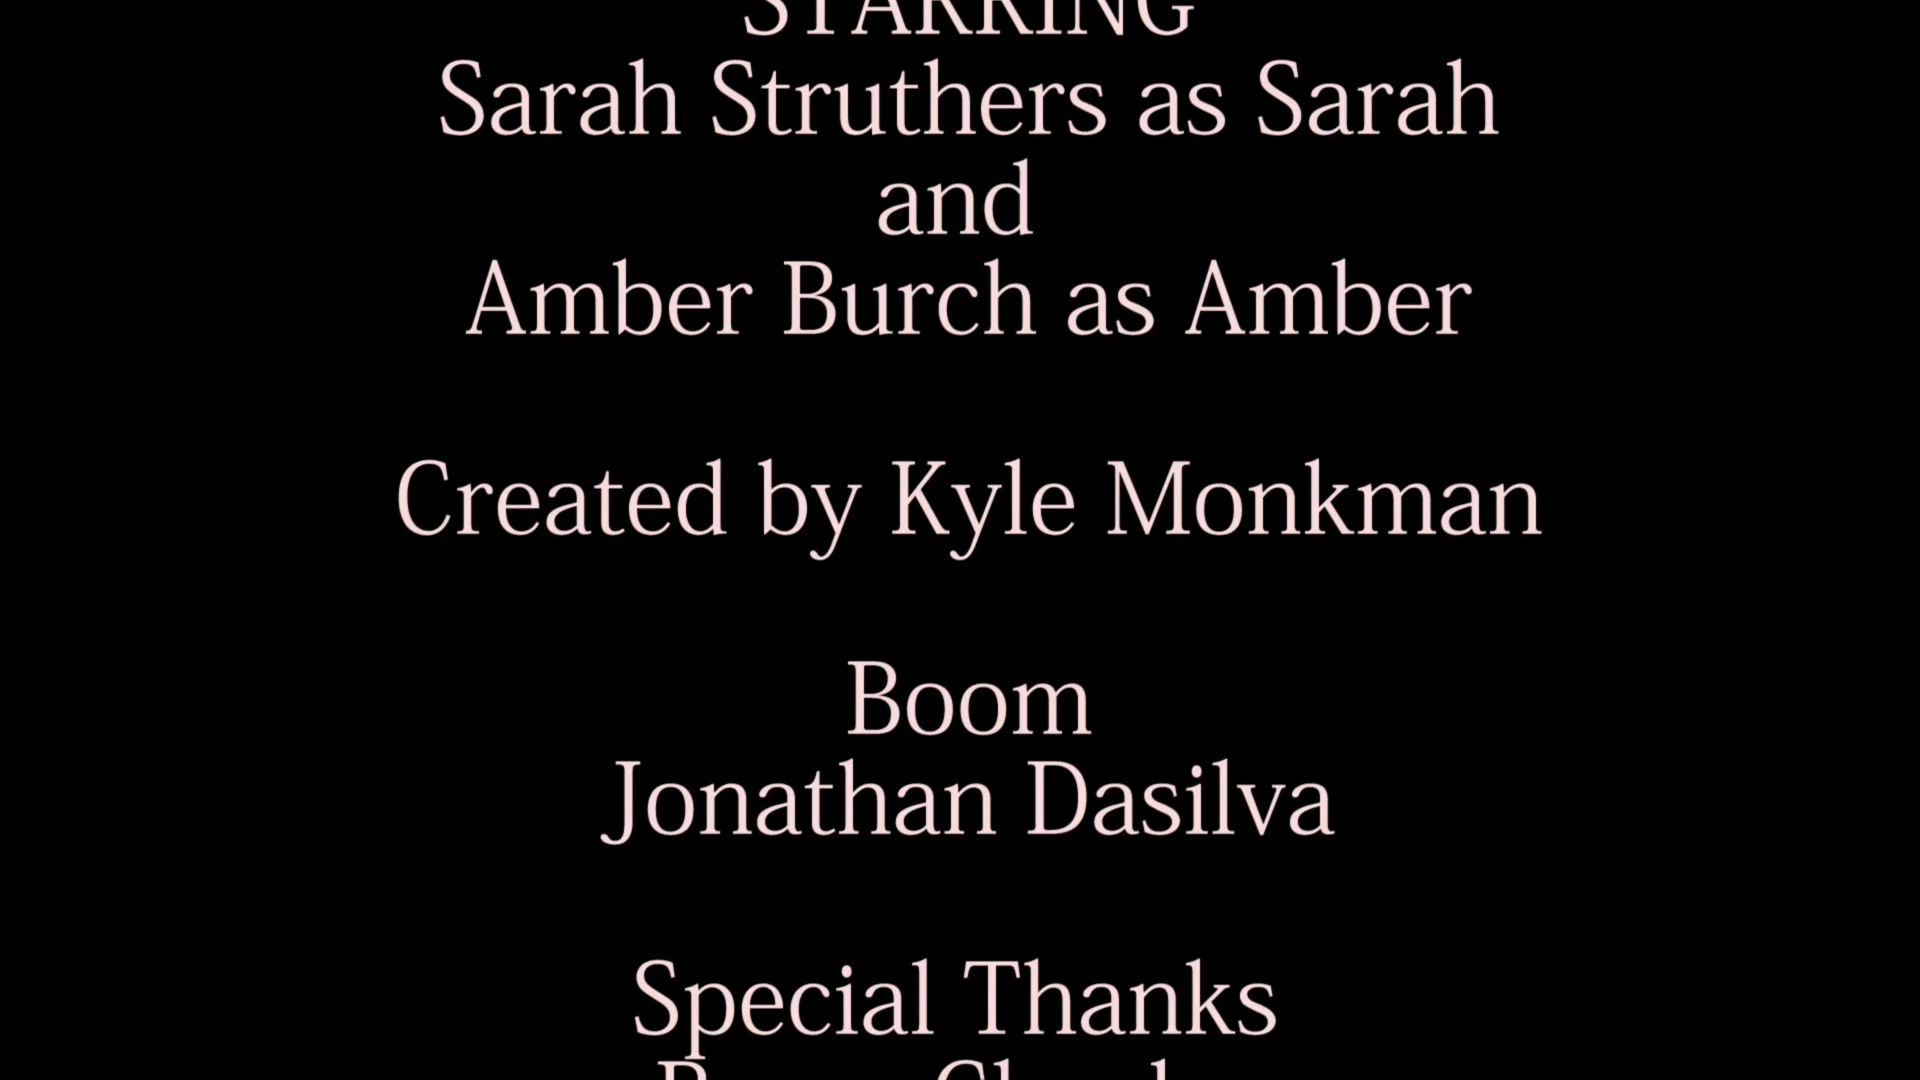 STARRING
Sarah Struthers as Sarah
and
Amber Burch as Amber
Created by Kyle Monkman
Boom
Jonathan Dasilva
Special Thanks